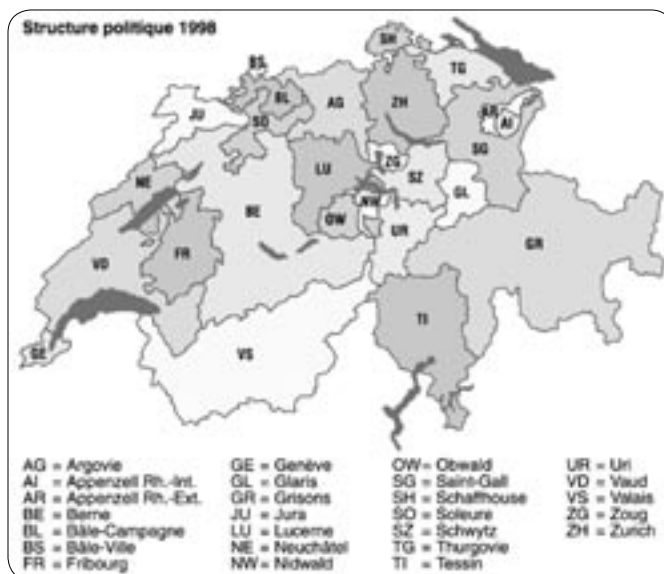 Structure politique 1998
SH
BS
TG
BL
AG
ZH
AR
AI
JU
SO
SG
ZG
LU
SZ
NE
GL
NW
BE
OW
UR
GR
FR
VD
TI
GE
VS
AG = Argovie
AI = Appenzell Rh.-Int.
AR = Appenzell Rh.-Ext.
BE = Berne
BL = Bâle-Campagne
BS = Bâle-Ville
FR = Fribourg
GE = Genève
GL = Glaris
GR = Grisons
JU = Jura
LU = Lucerne
NE = Neuchâtel
NW = Nidwald
OW = Obwald
SG = Saint-Gall
SH = Schaffhouse
SO = Soleure
SZ = Schwytz
TG = Thurgovie
TI = Tessin
UR = Uri
VD = Vaud
VS = Valais
ZG = Zoug
ZH = Zurich